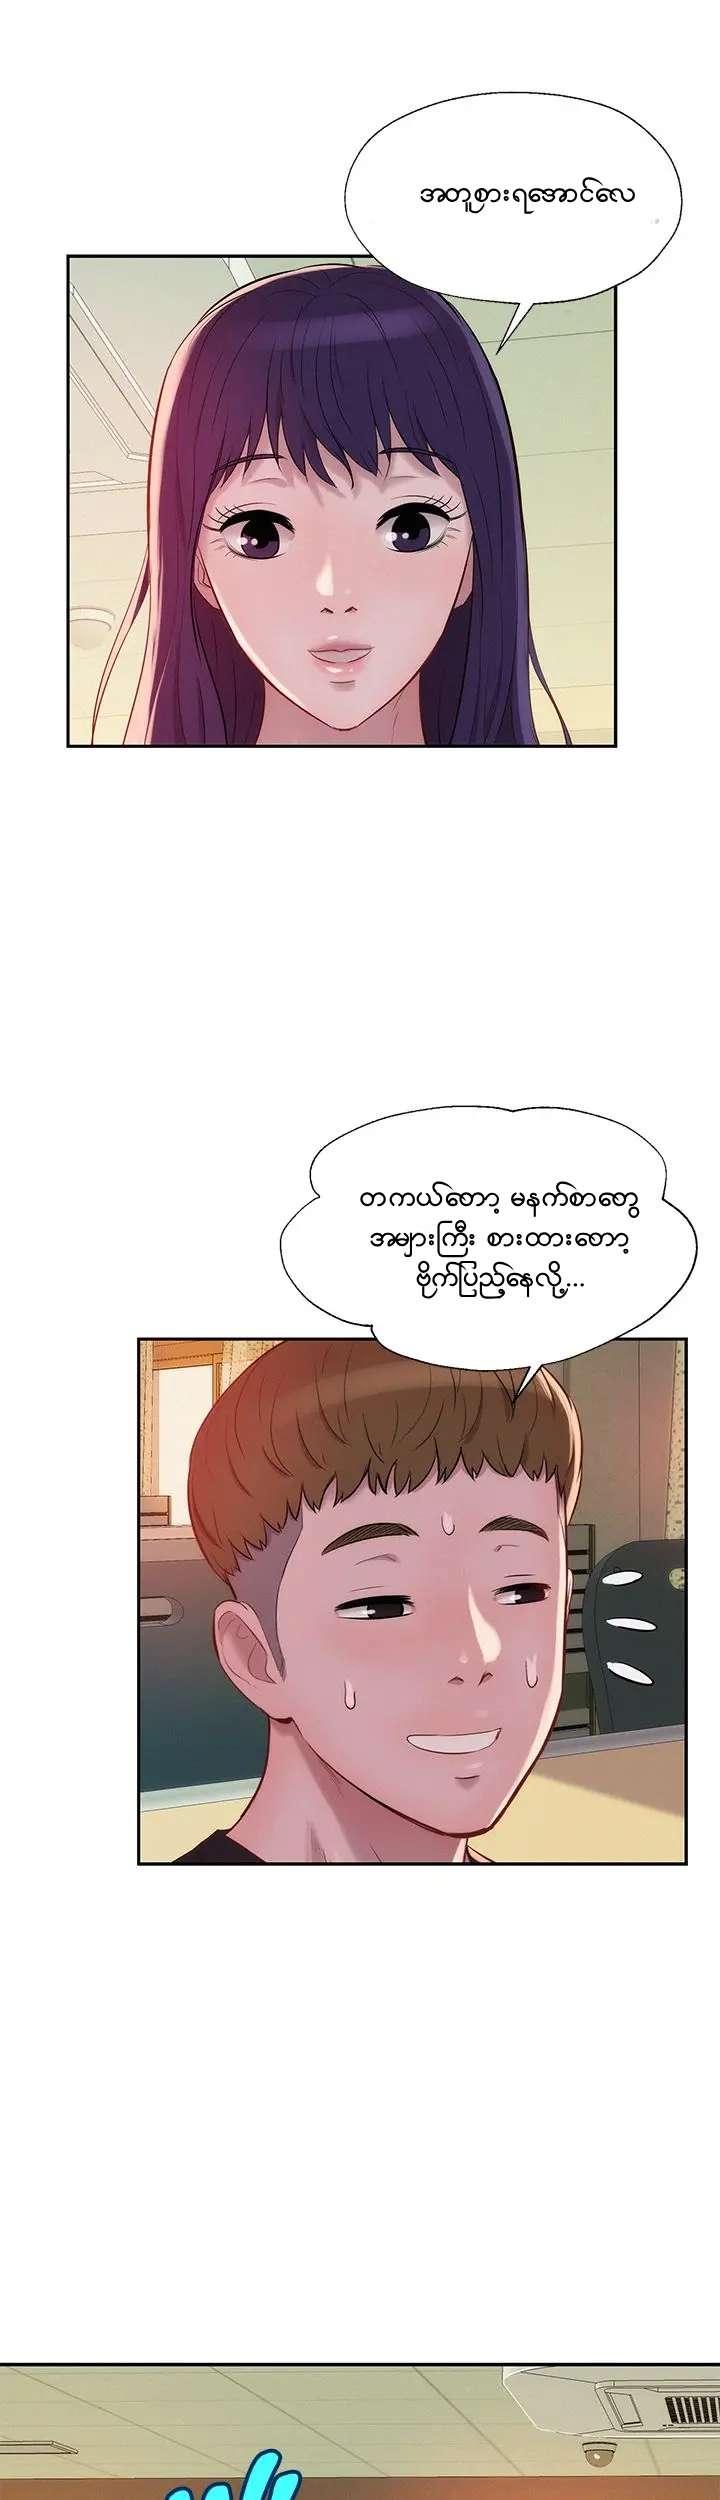 အတူစားရအောင်လေ
တကယ်တော့ မနက်စာတွေ
အများကြီး စားထားတော့
ဗိုက်ပြည့်နေလို့...